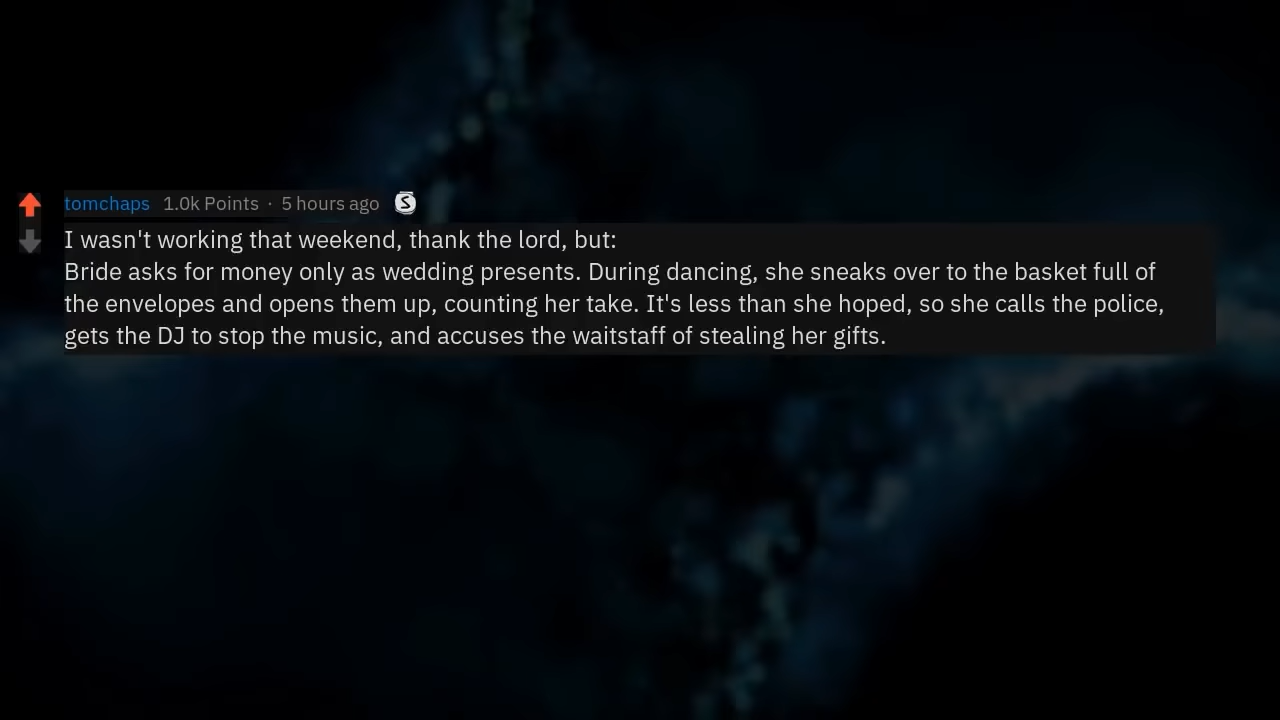 tomchaps 1.0k Points · 5 hours ago S
I wasn't working that weekend, thank the lord, but:
Bride asks for money only as wedding presents. During dancing, she sneaks over to the basket full of
the envelopes and opens them up, counting her take. It's less than she hoped, so she calls the police,
gets the DJ to stop the music, and accuses the waitstaff of stealing her gifts.